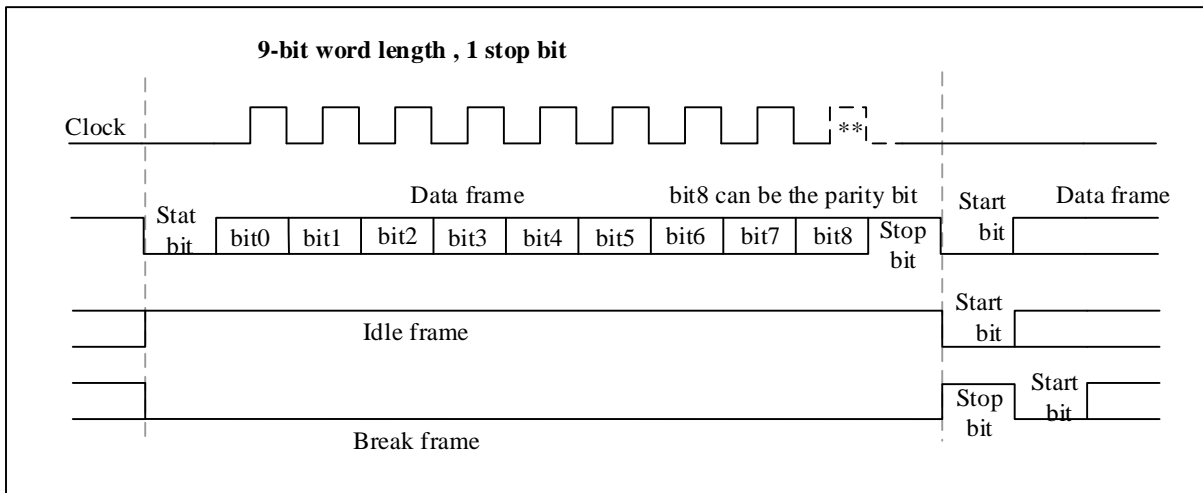 9-bit word length , 1 stop bit
Clock
**
Data frame
bit8 can be the parity bit
Data frame
Stat
bit
bit0
bit1
bit2
bit3
bit4
bit5
bit6
bit7
bit8
Stop
bit
Start
bit
Idle frame
Start
bit
Break frame
Stop
bit
Start
bit